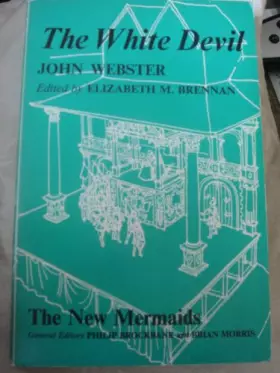 The White Devil
JOHN WEBSTER
Edited by ELIZABETH M. BRENNAN
The New Mermaids
General Editors PHILIP BROCKBANK and BRIAN MORRIS